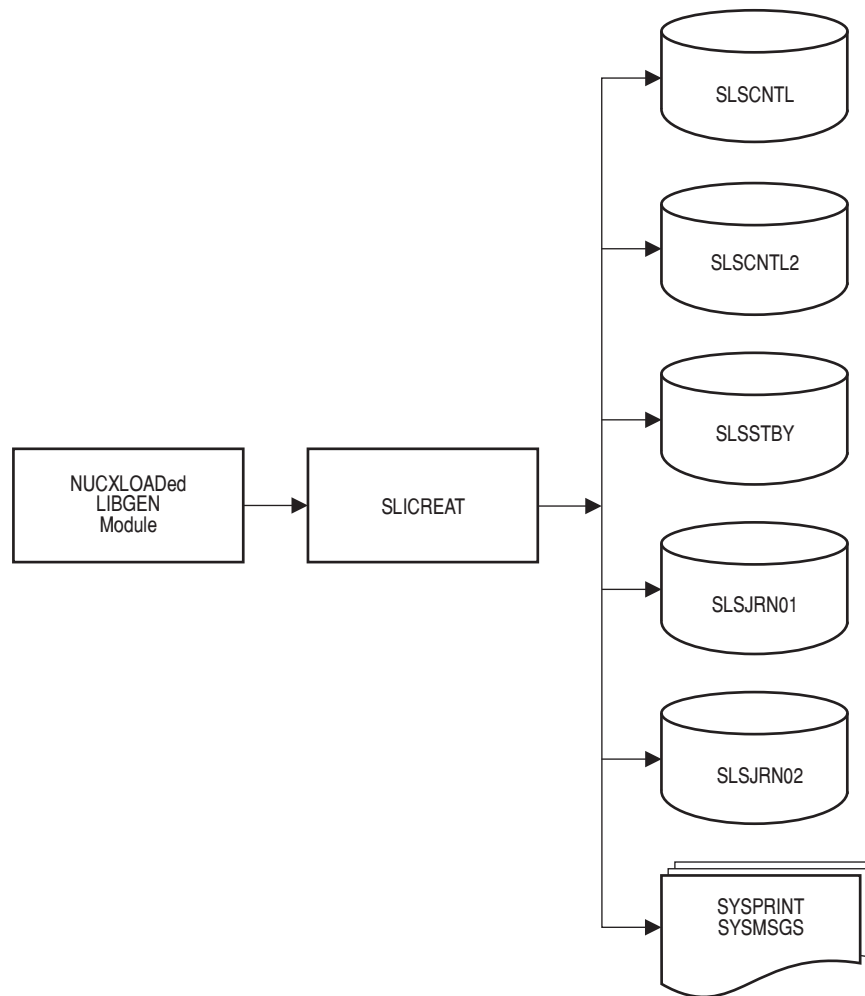 SLSCNTL
SLSCNTL2
SLSSTBY
NUCXLOADed
LIBGEN
Module
SLICREAT
SLSJRN01
SLSJRN02
SYSPRINT
SYSMSGS